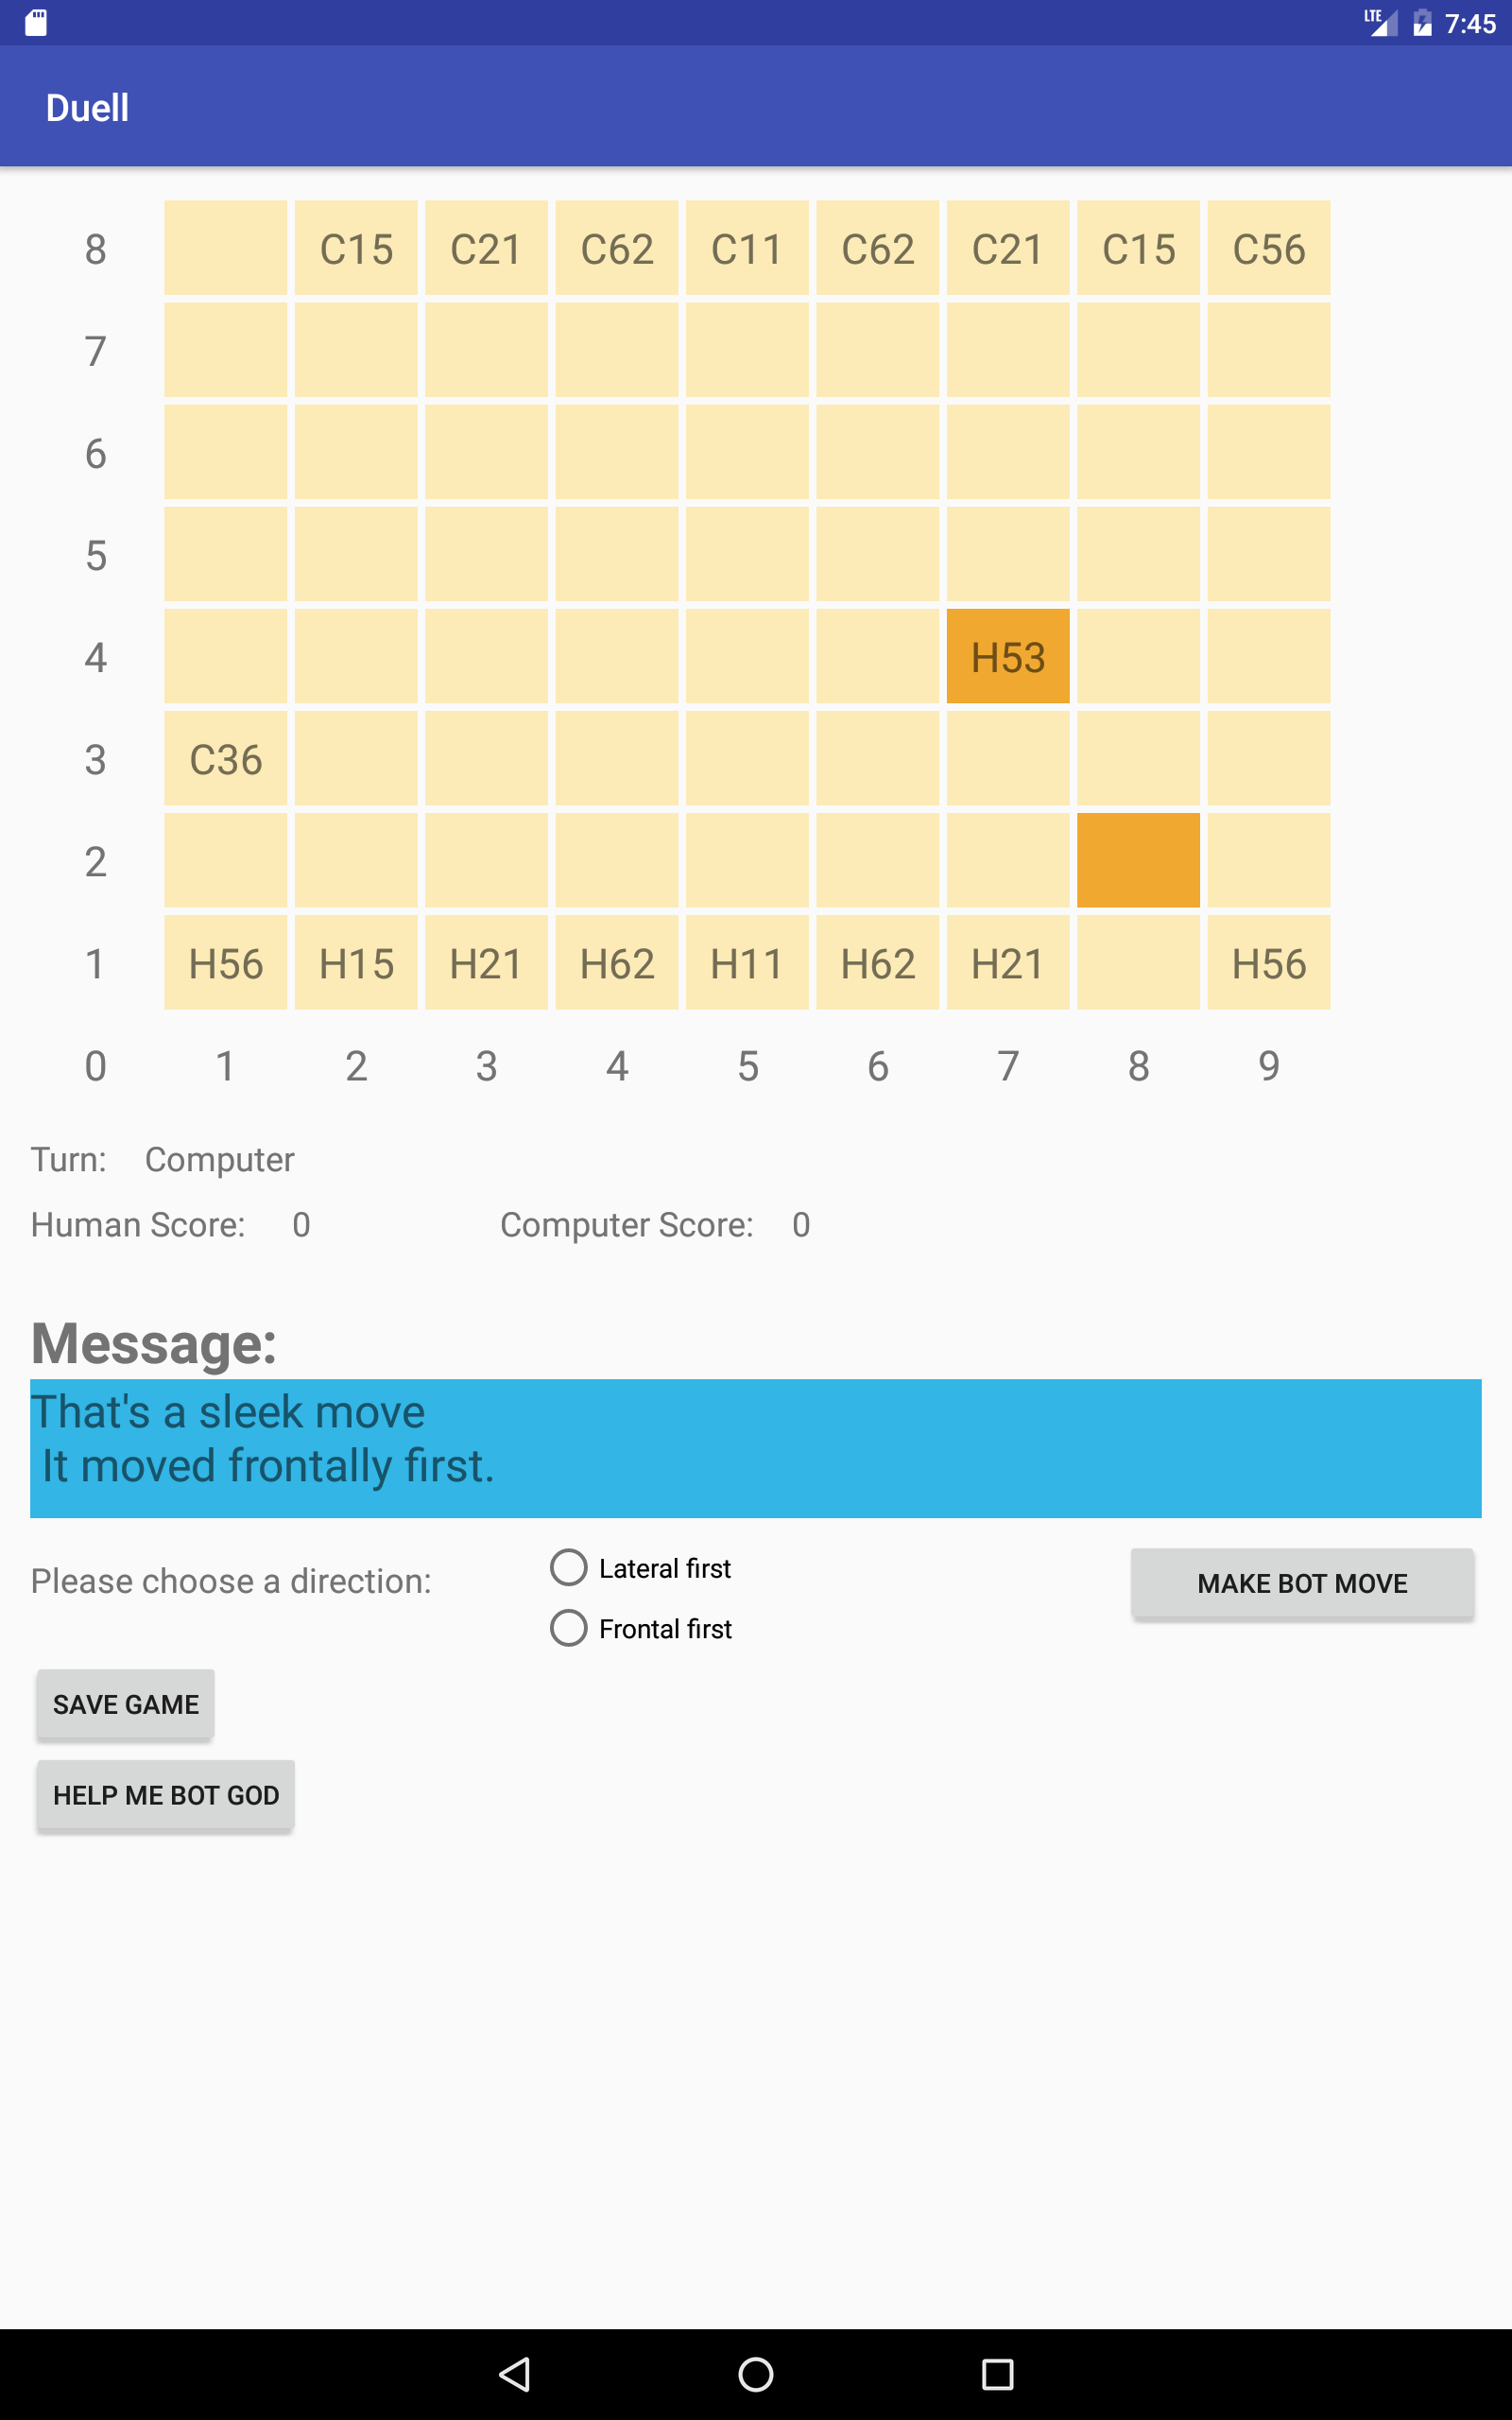 LTE 7:45
Duell
8 C15 C21 C62 C11 C62 C21 C15 C56
7
6
5
4 H53
3 C36
2
1 H56 H15 H21 H62 H11 H62 H21 H56
0 1 2 3 4 5 6 7 8 9
Turn: Computer
Human Score: 0 Computer Score: 0
Message:
That's a sleek move
It moved frontally first.
Please choose a direction:
Lateral first
Frontal first
MAKE BOT MOVE
SAVE GAME
HELP ME BOT GOD